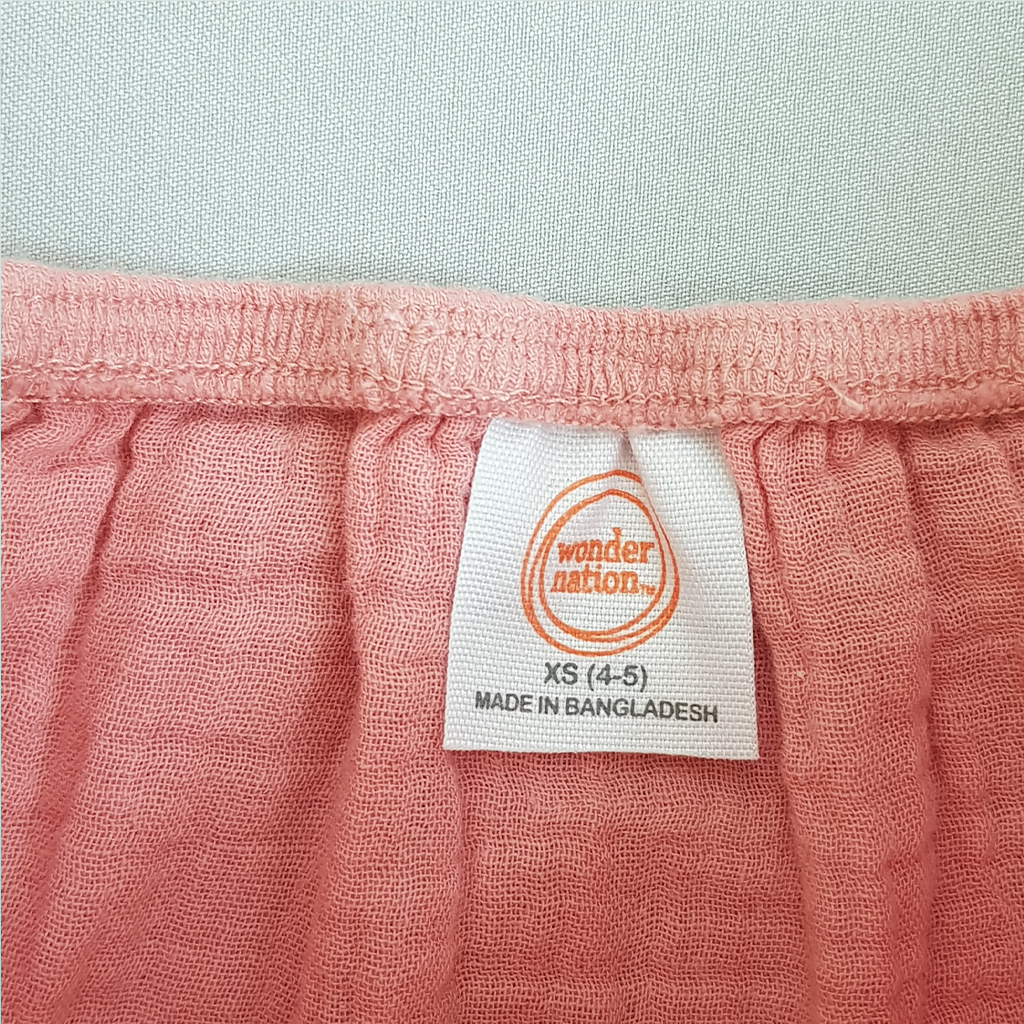 wonder
nation™
XS (4-5)
MADE IN BANGLADESH